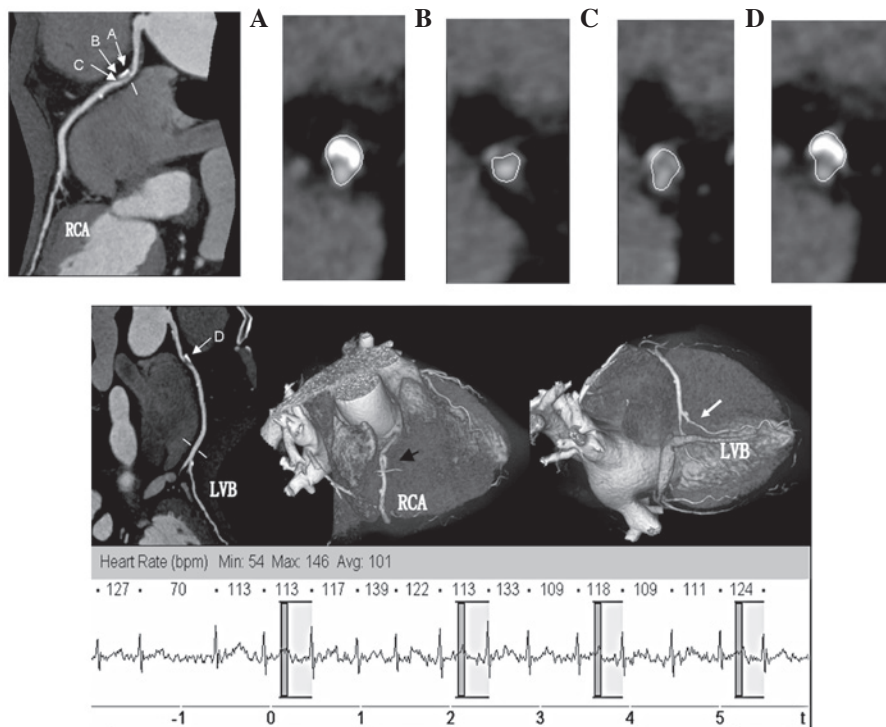 A B C D
A
B
C
RCA
D
LVB
RCA
LVB
Heart Rate (bpm) Min: 54 Max: 146 Avg: 101
• 127 • 70 • 113 • 113 • 117 • 139 • 122 • 113 • 133 • 109 • 118 • 109 • 111 • 124 •
-1 0 1 2 3 4 5 t